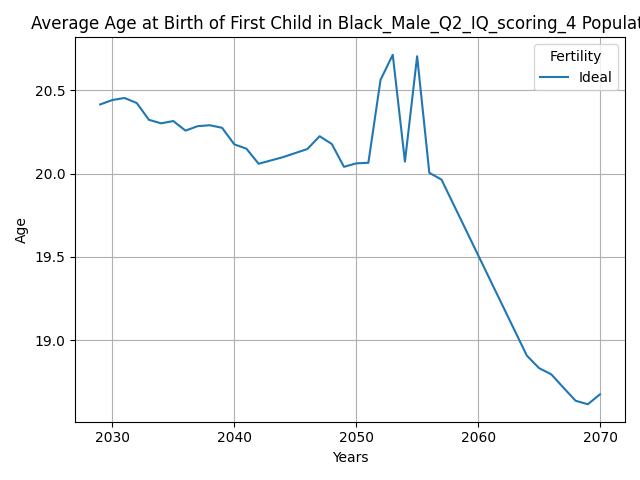 Average Age at Birth of First Child in Black_Male_Q2_IQ_scoring_4 Populat
Fertility
Ideal
20.5
20.0
19.5
19.0
Age
2030 2040 2050 2060 2070
Years